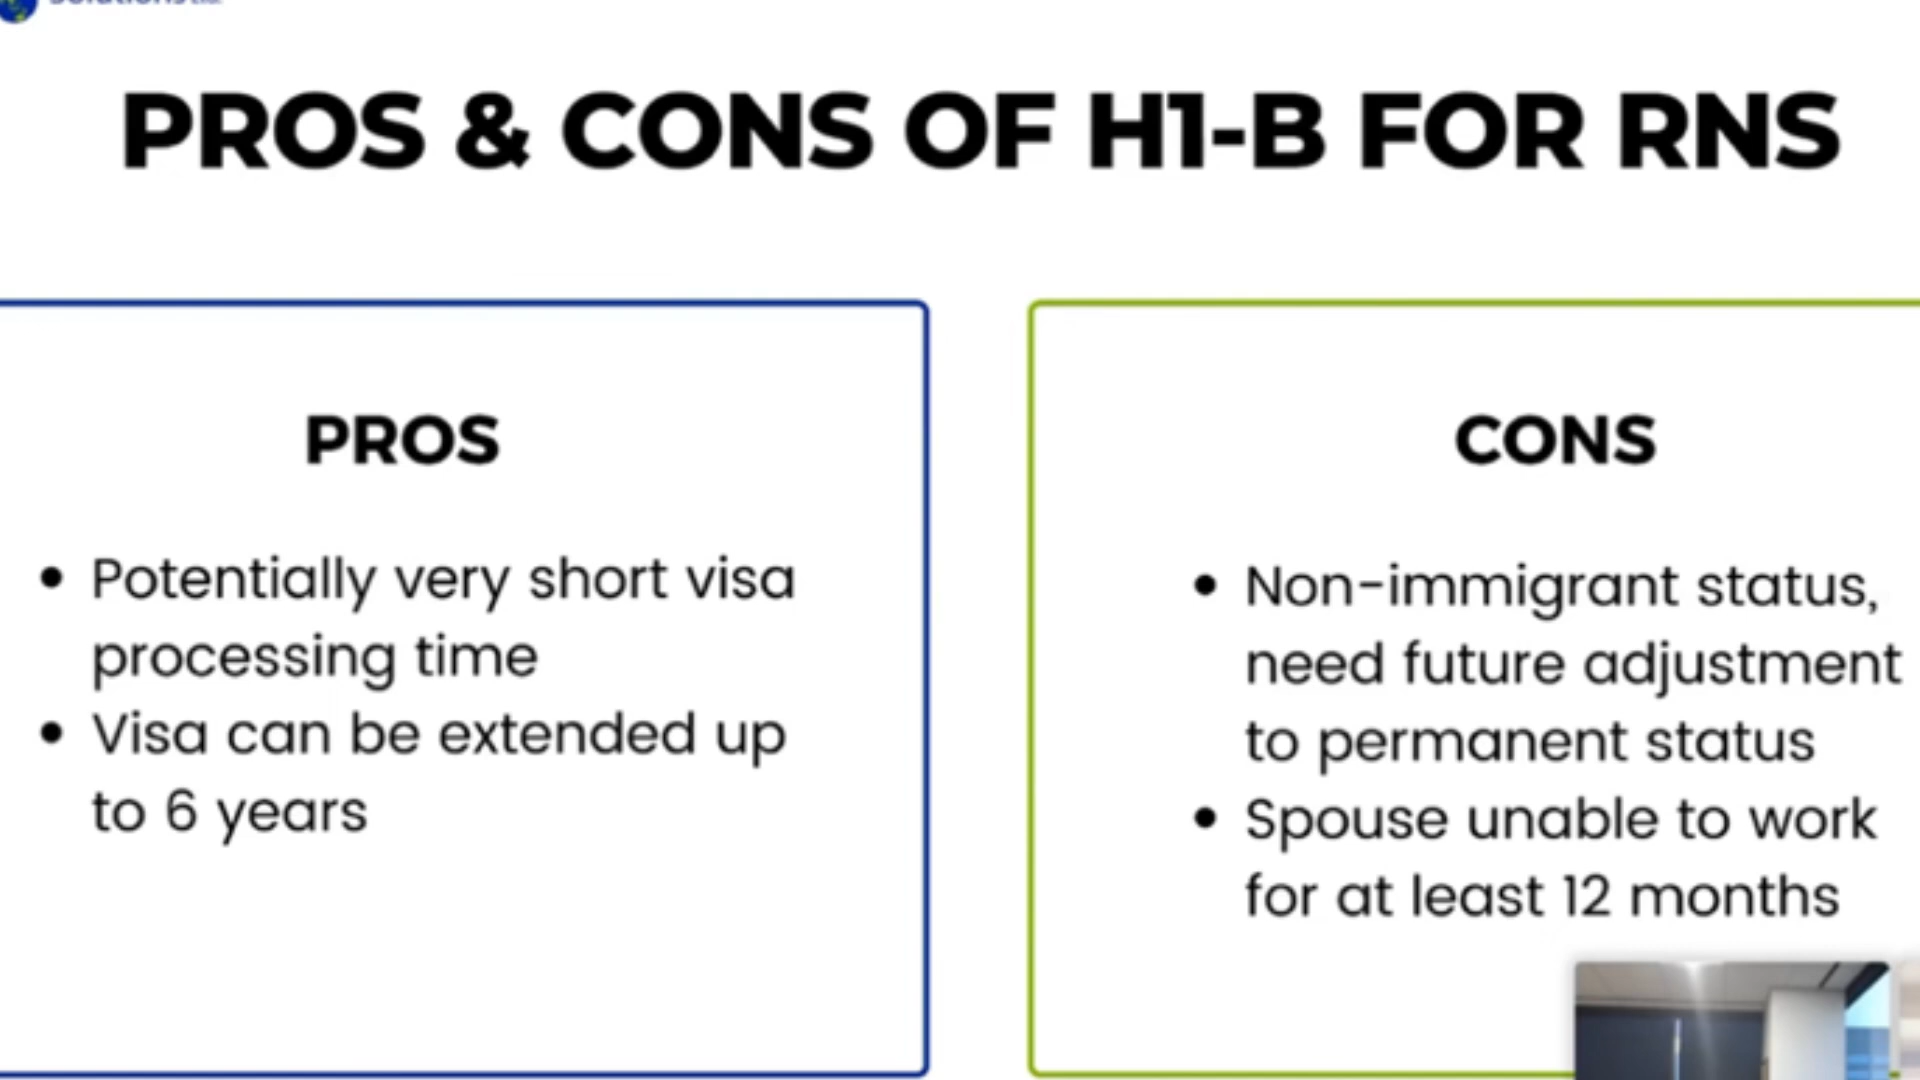 PROS & CONS OF H1-B FOR RNS
PROS
• Potentially very short visa
processing time
• Visa can be extended up
to 6 years
CONS
• Non-immigrant status,
need future adjustment
to permanent status
• Spouse unable to work
for at least 12 months